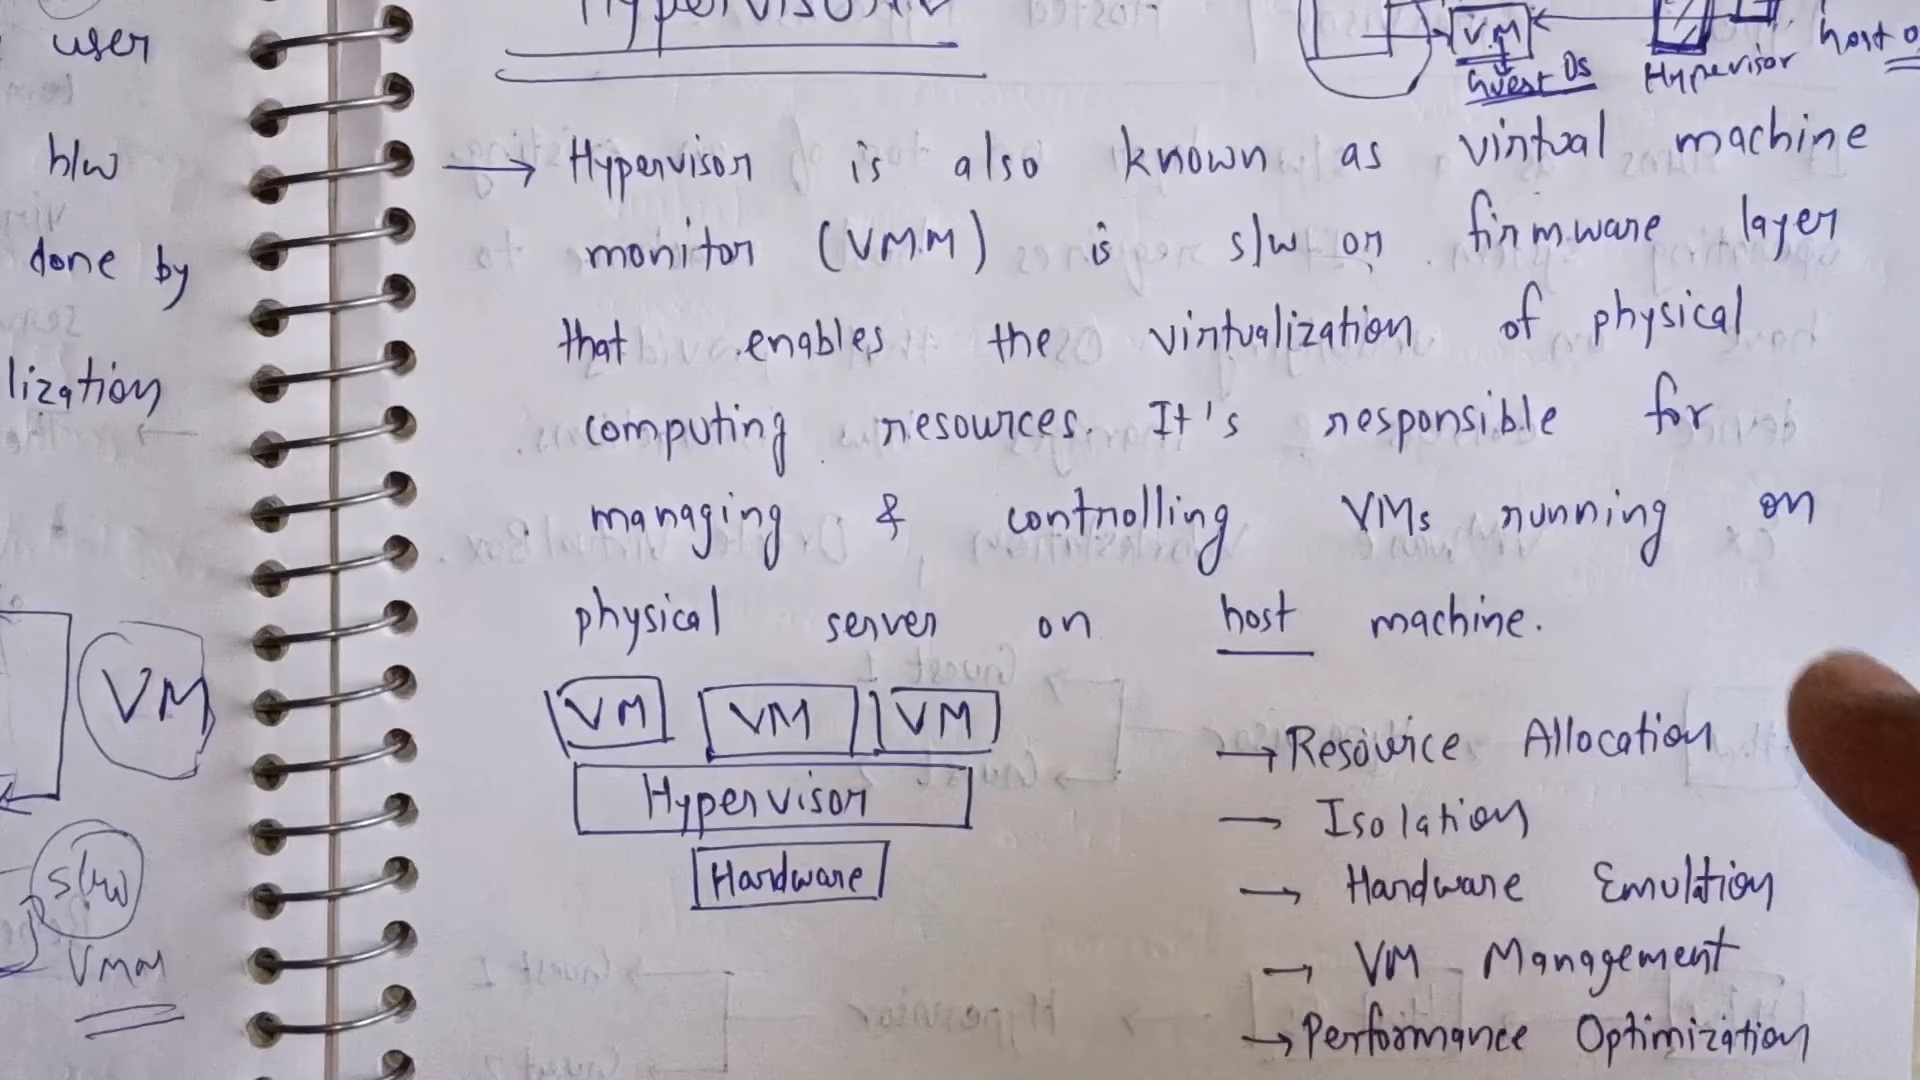 Hypervisor
V.M
Guest Os
Hypervisor
host
user
h/w
done by
lization
VM
s/w
VMM
→ Hypervisor is also known as virtual machine
monitor (VM.M) is s/w or firmware layer
that enables the virtualization of physical
computing resources. It's responsible for
managing & controlling VMs running on
physical server on host machine.
VM VM VM
Hypervisor
Hardware
→ Resource Allocation
→ Isolation
→ Hardware Emultion
→ VM Management
→ Performance Optimization